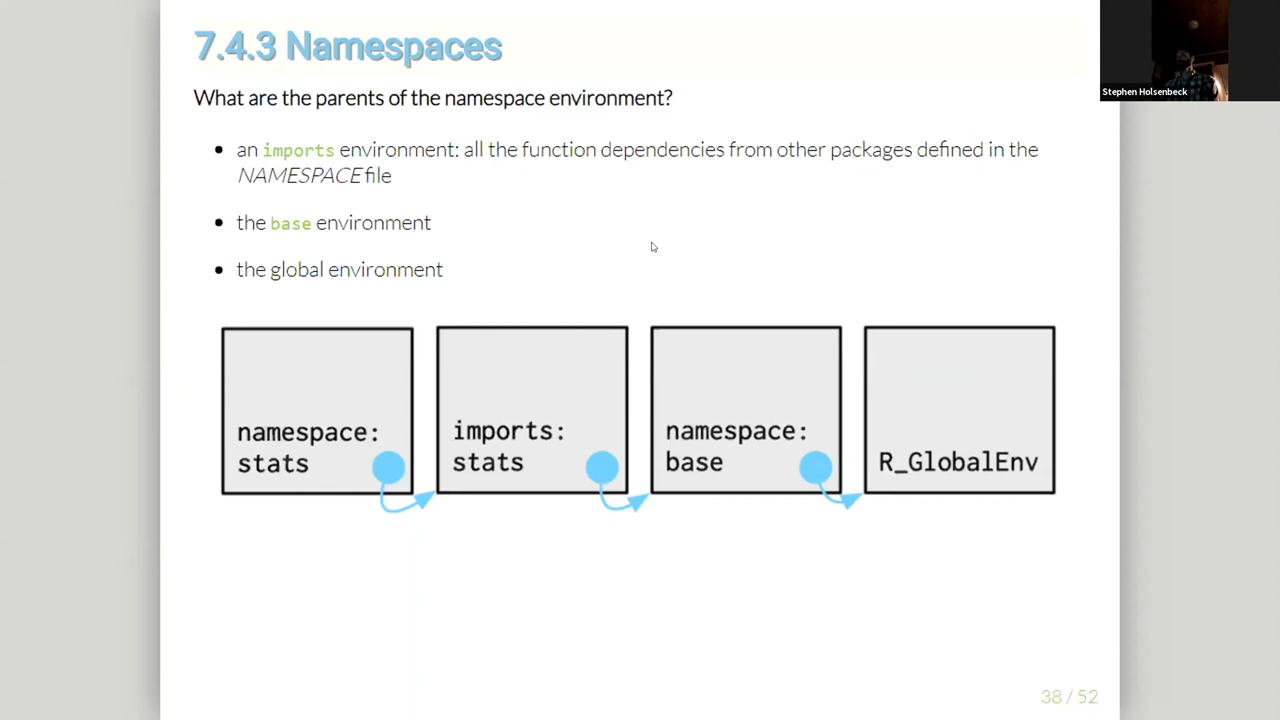 7.4.3 Namespaces
Stephen Holsenbeck
What are the parents of the namespace environment?
an imports environment: all the function dependencies from other packages defined in the
NAMESPACE file
the base environment
the global environment
namespace:
stats
imports:
stats
namespace:
base
R_GlobalEnv
38 / 52